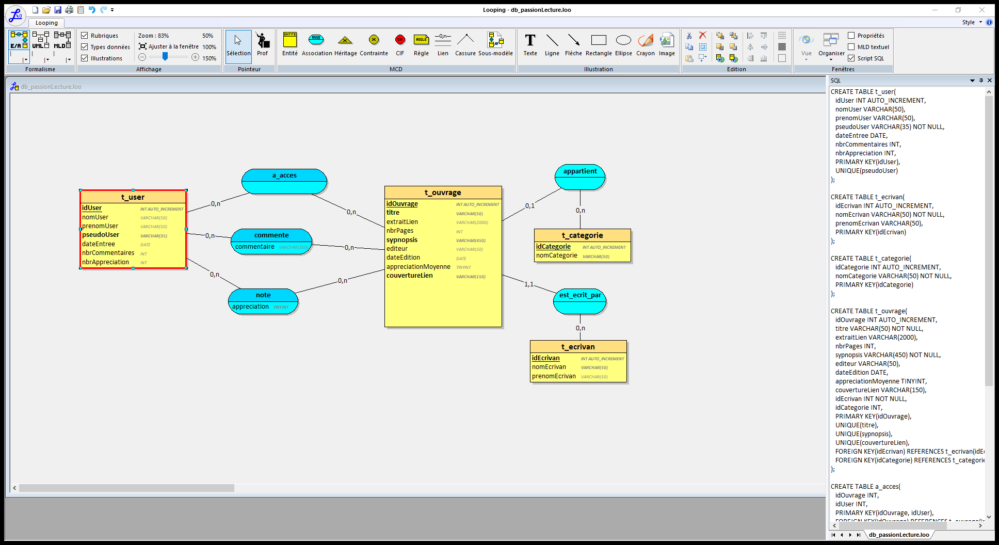 Looping - db_passionLecture.loo
4.0
Looping
Style
E/A UML MLD
Formalisme
Rubriques
Types données
Illustrations
Zoom : 83% 50%
Ajuster à la fenêtre 100%
150%
Affichage
Sélection Prof
Pointeur
ENTITE ASSO CIF REGLE 0,n
Entité Association Héritage Contrainte CIF Règle Lien Cassure Sous-modèle
MCD
Texte Ligne Flèche Rectangle Ellipse Crayon Image
Illustration
Edition
Vue Organiser
Propriétés
MLD textuel
Script SQL
Fenêtres
db_passionLecture.loo
t_user
idUser INT AUTO_INCREMENT
nomUser VARCHAR(50)
prenomUser VARCHAR(50)
pseudoUser VARCHAR(35)
dateEntree DATE
nbrCommentaires INT
nbrAppreciation INT
a_acces
0,n
0,n
commente
commentaire VARCHAR(350)
0,n
0,n
note
appreciation TINYINT
0,n
0,n
t_ouvrage
idOuvrage INT AUTO_INCREMENT
titre VARCHAR(50)
extraitLien VARCHAR(2000)
nbrPages INT
sypnopsis VARCHAR(450)
editeur VARCHAR(50)
dateEdition DATE
appreciationMoyenne TINYINT
couvertureLien VARCHAR(150)
appartient
0,1
0,n
t_categorie
idCategorie INT AUTO_INCREMENT
nomCategorie VARCHAR(50)
1,1
est_ecrit_par
0,n
t_ecrivan
idEcrivan INT AUTO_INCREMENT
nomEcrivan VARCHAR(50)
prenomEcrivan VARCHAR(50)
SQL
CREATE TABLE t_user(
idUser INT AUTO_INCREMENT,
nomUser VARCHAR(50),
prenomUser VARCHAR(50),
pseudoUser VARCHAR(35) NOT NULL,
dateEntree DATE,
nbrCommentaires INT,
nbrAppreciation INT,
PRIMARY KEY(idUser),
UNIQUE(pseudoUser)
);
CREATE TABLE t_ecrivan(
idEcrivan INT AUTO_INCREMENT,
nomEcrivan VARCHAR(50) NOT NULL,
prenomEcrivan VARCHAR(50),
PRIMARY KEY(idEcrivan)
);
CREATE TABLE t_categorie(
idCategorie INT AUTO_INCREMENT,
nomCategorie VARCHAR(50) NOT NULL,
PRIMARY KEY(idCategorie)
);
CREATE TABLE t_ouvrage(
idOuvrage INT AUTO_INCREMENT,
titre VARCHAR(50) NOT NULL,
extraitLien VARCHAR(2000),
nbrPages INT,
sypnopsis VARCHAR(450) NOT NULL,
editeur VARCHAR(50),
dateEdition DATE,
appreciationMoyenne TINYINT,
couvertureLien VARCHAR(150),
idEcrivan INT NOT NULL,
idCategorie INT,
PRIMARY KEY(idOuvrage),
UNIQUE(titre),
UNIQUE(sypnopsis),
UNIQUE(couvertureLien),
FOREIGN KEY(idEcrivan) REFERENCES t_ecrivan(idE
FOREIGN KEY(idCategorie) REFERENCES t_categorie
);
CREATE TABLE a_acces(
idOuvrage INT,
idUser INT,
PRIMARY KEY(idOuvrage, idUser),
FOREIGN KEY(idOuvrage) REFERENCES t_ouvrage(i
db_passionLecture.loo